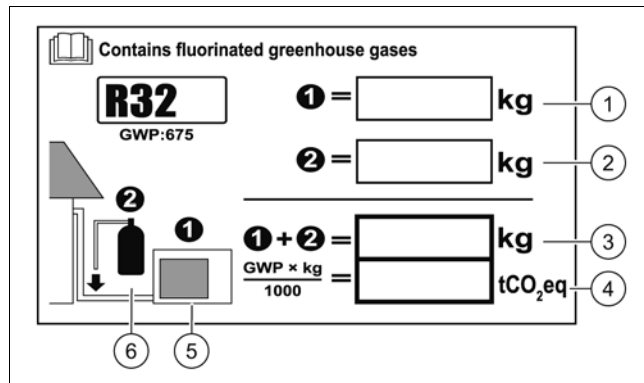 Contains fluorinated greenhouse gases
R32
GWP:675
❶ = kg
1
❷ = kg
2
❶+❷ = kg
3
GWP × kg
1000
= tCO₂eq
4
❷
❶
6
5